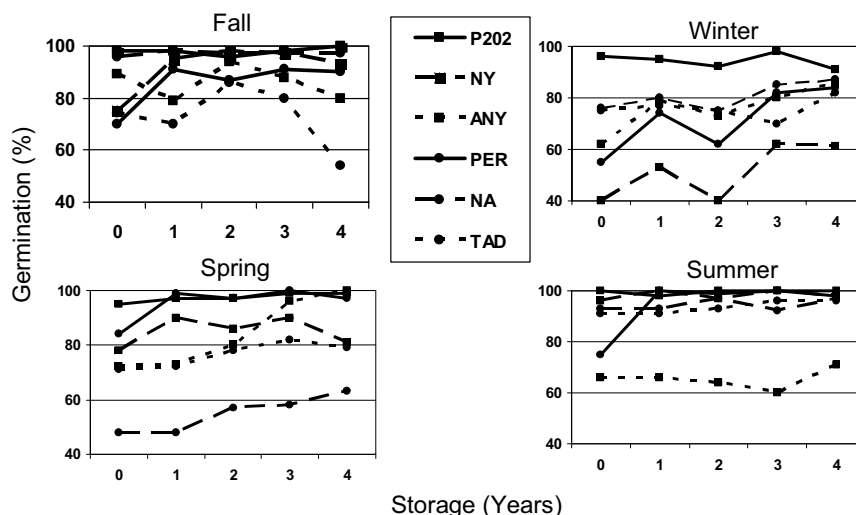 Fall
100
80
60
40
0 1 2 3 4
P202
NY
ANY
PER
NA
TAD
Winter
100
80
60
40
0 1 2 3 4
Germination (%)
Spring
100
80
60
40
0 1 2 3 4
Summer
100
80
60
40
0 1 2 3 4
Storage (Years)